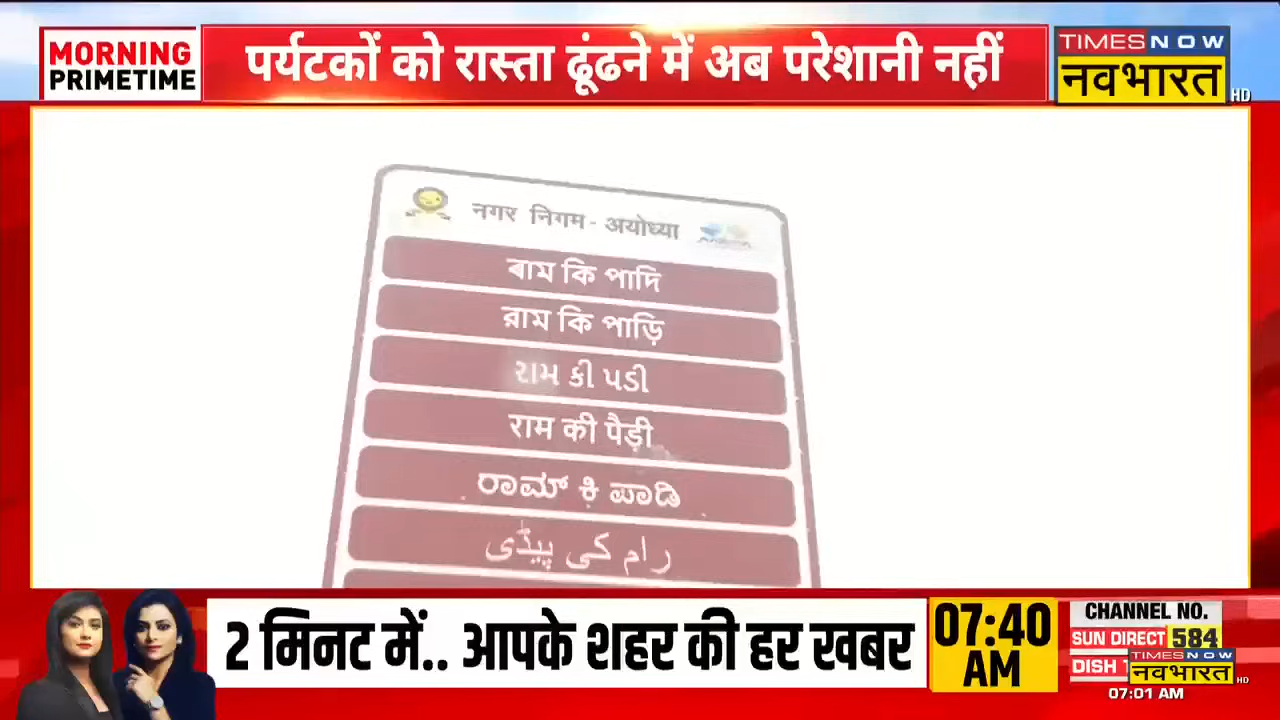 MORNING
PRIMETIME
पर्यटकों को रास्ता ढूंढने में अब परेशानी नहीं
TIMES NOW
नवभारत
HD
नगर निगम - अयोध्या
ৰাম কি পাদি
রাম কি পাড়ি
રામ કી પડી
राम की पैड़ी
ರಾಮ್ ಕಿ ಪಾಡಿ
رام کی پیڈی
2 मिनट में.. आपके शहर की हर खबर
07:40
AM
CHANNEL NO.
SUN DIRECT 584
DISH
TIMES NOW
नवभारत
HD
07:01 AM